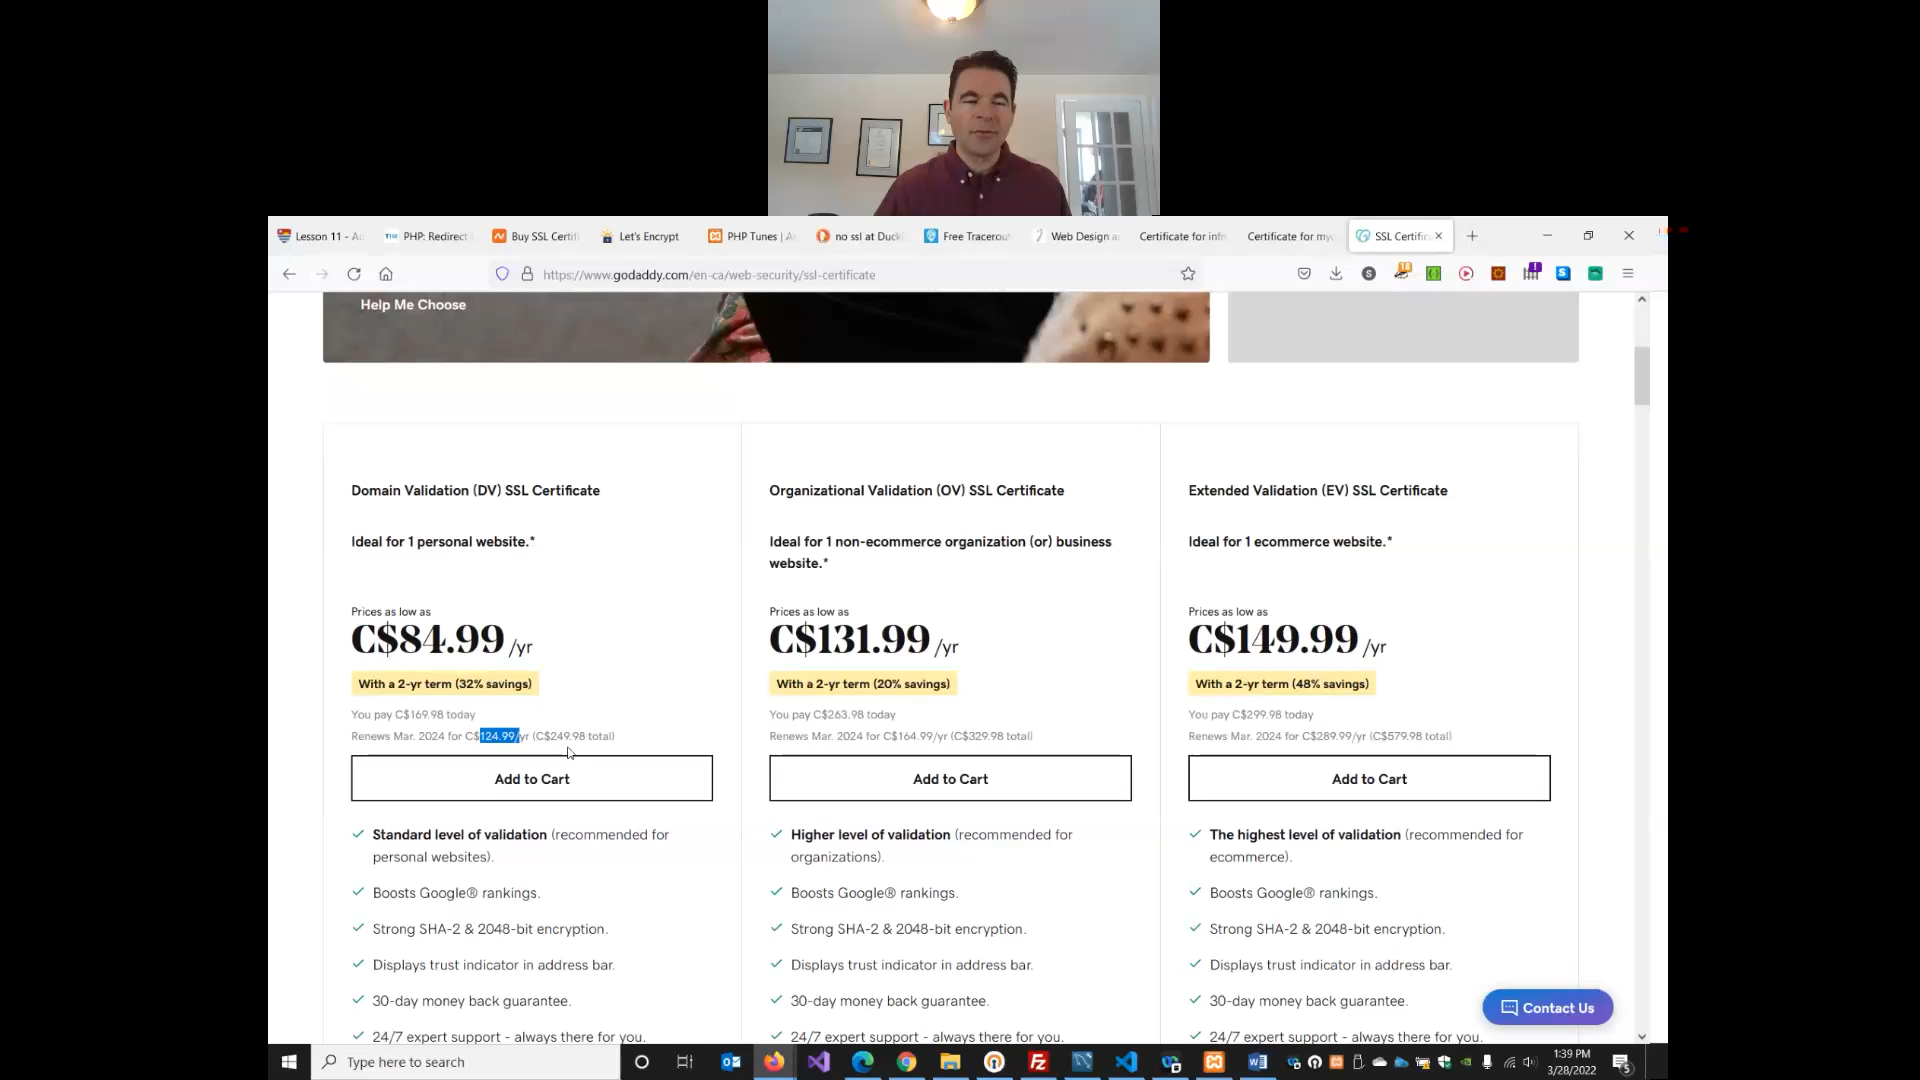 Lesson 11 - Ad
PHP: Redirect
Buy SSL Certifi
Let's Encrypt
PHP Tunes | A
no ssl at Duck
Free Tracerou
Web Design a
Certificate for infr
Certificate for myc
SSL Certific
https://www.godaddy.com/en-ca/web-security/ssl-certificate
Help Me Choose
Domain Validation (DV) SSL Certificate
Ideal for 1 personal website.*
Prices as low as
C$84.99 /yr
With a 2-yr term (32% savings)
You pay C$169.98 today
Renews Mar. 2024 for C$124.99/yr (C$249.98 total)
Add to Cart
Standard level of validation (recommended for
personal websites).
Boosts Google® rankings.
Strong SHA-2 & 2048-bit encryption.
Displays trust indicator in address bar.
30-day money back guarantee.
24/7 expert support - always there for you.
Organizational Validation (OV) SSL Certificate
Ideal for 1 non-ecommerce organization (or) business
website.*
Prices as low as
C$131.99 /yr
With a 2-yr term (20% savings)
You pay C$263.98 today
Renews Mar. 2024 for C$164.99/yr (C$329.98 total)
Add to Cart
Higher level of validation (recommended for
organizations).
Boosts Google® rankings.
Strong SHA-2 & 2048-bit encryption.
Displays trust indicator in address bar.
30-day money back guarantee.
24/7 expert support - always there for you.
Extended Validation (EV) SSL Certificate
Ideal for 1 ecommerce website.*
Prices as low as
C$149.99 /yr
With a 2-yr term (48% savings)
You pay C$299.98 today
Renews Mar. 2024 for C$289.99/yr (C$579.98 total)
Add to Cart
The highest level of validation (recommended for
ecommerce).
Boosts Google® rankings.
Strong SHA-2 & 2048-bit encryption.
Displays trust indicator in address bar.
30-day money back guarantee.
24/7 expert support - always there for you.
Contact Us
Type here to search
1:39 PM
3/28/2022